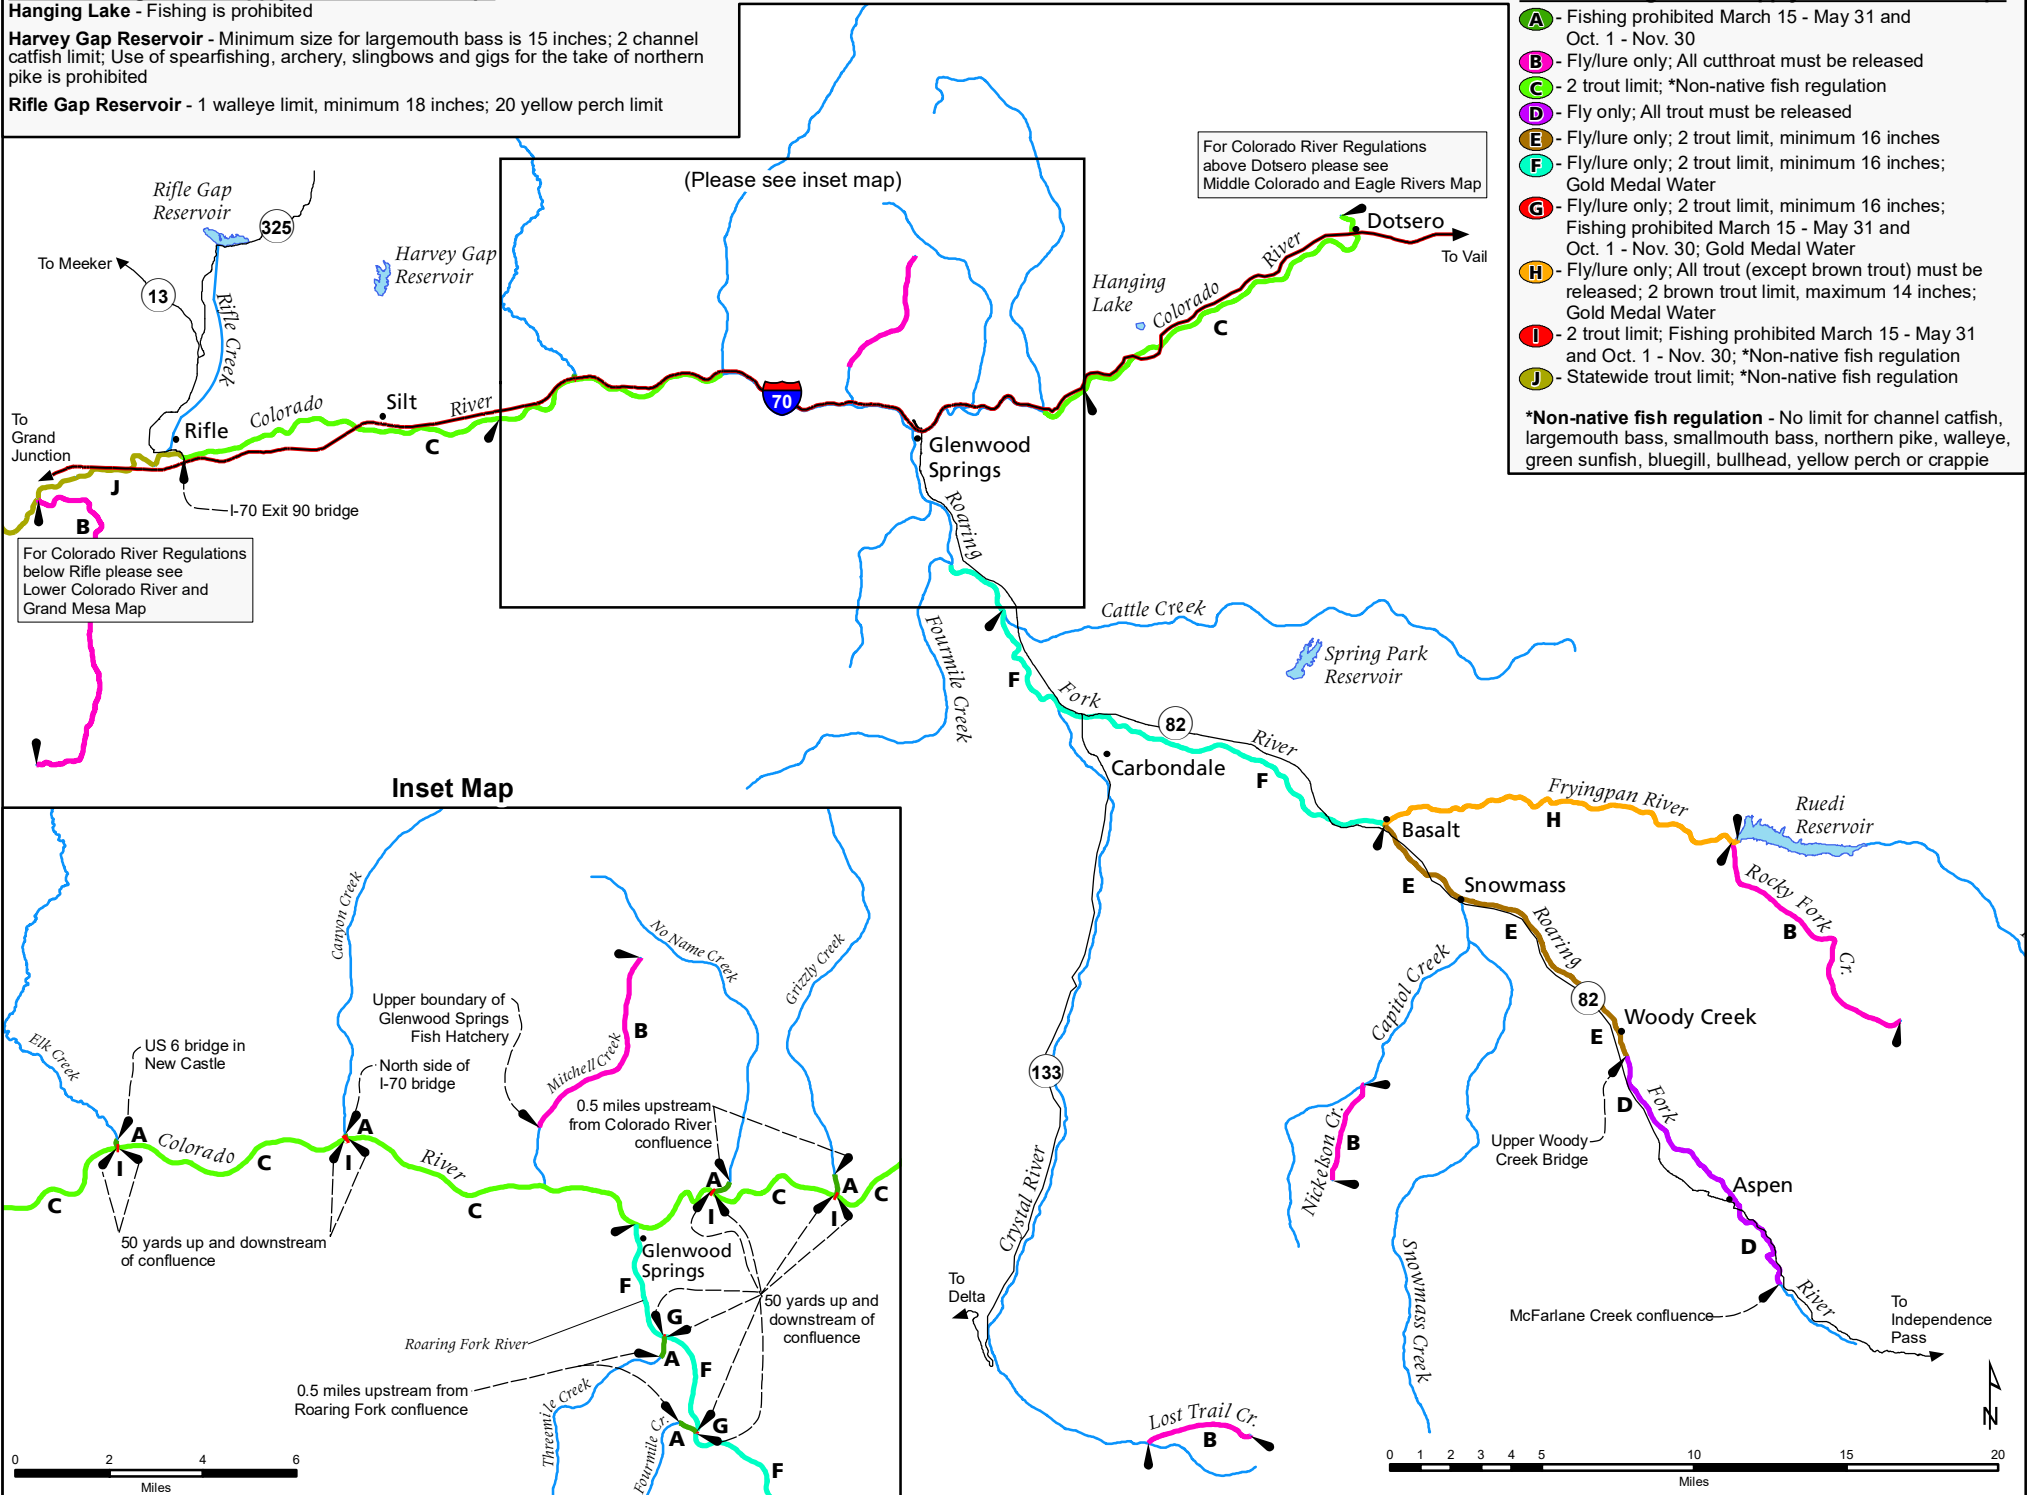 Hanging Lake - Fishing is prohibited
Harvey Gap Reservoir - Minimum size for largemouth bass is 15 inches; 2 channel
catfish limit; Use of spearfishing, archery, slingbows and gigs for the take of northern
pike is prohibited
Rifle Gap Reservoir - 1 walleye limit, minimum 18 inches; 20 yellow perch limit
A - Fishing prohibited March 15 - May 31 and
Oct. 1 - Nov. 30
B - Fly/lure only; All cutthroat must be released
C - 2 trout limit; *Non-native fish regulation
D - Fly only; All trout must be released
E - Fly/lure only; 2 trout limit, minimum 16 inches
F - Fly/lure only; 2 trout limit, minimum 16 inches;
Gold Medal Water
G - Fly/lure only; 2 trout limit, minimum 16 inches;
Fishing prohibited March 15 - May 31 and
Oct. 1 - Nov. 30; Gold Medal Water
H - Fly/lure only; All trout (except brown trout) must be
released; 2 brown trout limit, maximum 14 inches;
Gold Medal Water
I - 2 trout limit; Fishing prohibited March 15 - May 31
and Oct. 1 - Nov. 30; *Non-native fish regulation
J - Statewide trout limit; *Non-native fish regulation
*Non-native fish regulation - No limit for channel catfish,
largemouth bass, smallmouth bass, northern pike, walleye,
green sunfish, bluegill, bullhead, yellow perch or crappie
For Colorado River Regulations
above Dotsero please see
Middle Colorado and Eagle Rivers Map
(Please see inset map)
Rifle Gap
Reservoir
325
To Meeker
13
Rifle Creek
Harvey Gap
Reservoir
Dotsero
To Vail
Hanging
Lake
Colorado
River
C
70
Silt
Colorado
River
C
Rifle
To
Grand
Junction
J
I-70 Exit 90 bridge
B
For Colorado River Regulations
below Rifle please see
Lower Colorado River and
Grand Mesa Map
Glenwood
Springs
Roaring
Fork
River
Fourmile Creek
Cattle Creek
Spring Park
Reservoir
F
82
Carbondale
F
Basalt
Fryingpan River
H
Ruedi
Reservoir
Rocky Fork
Cr.
B
E
Snowmass
E
Roaring
82
Woody Creek
E
D
Fork
Upper Woody
Creek Bridge
Aspen
D
McFarlane Creek confluence
River
To
Independence
Pass
Capitol Creek
Nickelson Cr.
B
Snowmass Creek
133
Crystal River
To
Delta
Lost Trail Cr.
B
N
0 1 2 3 4 5 10 15 20
Miles
Inset Map
Elk Creek
US 6 bridge in
New Castle
Canyon Creek
North side of
I-70 bridge
Upper boundary of
Glenwood Springs
Fish Hatchery
Mitchell Creek
B
No Name Creek
Grizzly Creek
0.5 miles upstream
from Colorado River
confluence
A
I
Colorado
C
C
A
I
River
C
A
I
C
A
I
C
50 yards up and downstream
of confluence
Glenwood
Springs
F
G
50 yards up and
downstream of
confluence
Roaring Fork River
A
F
0.5 miles upstream from
Roaring Fork confluence
Threemile Creek
Fourmile Cr.
A
G
F
0 2 4 6
Miles